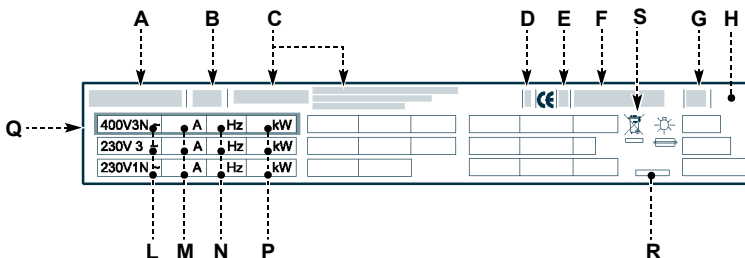 A B C D E F S G H
CE
Q
400V3N ~ A Hz kW
230V 3 ~ A Hz kW
230V1N ~ A Hz kW
L M N P R